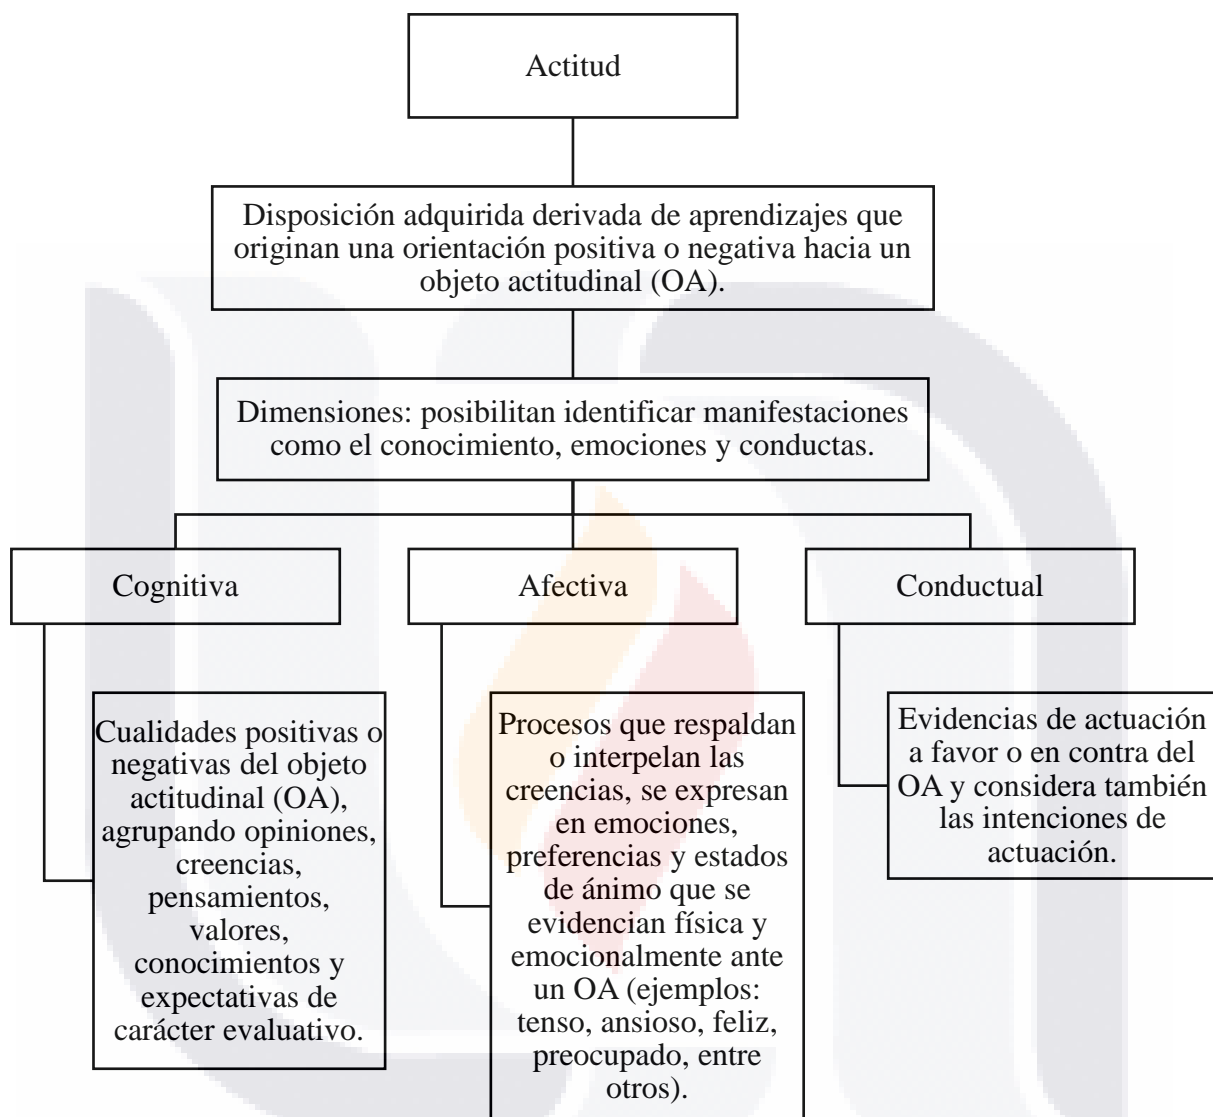 Actitud
Disposición adquirida derivada de aprendizajes que
originan una orientación positiva o negativa hacia un
objeto actitudinal (OA).
Dimensiones: posibilitan identificar manifestaciones
como el conocimiento, emociones y conductas.
Cognitiva
Cualidades positivas o
negativas del objeto
actitudinal (OA),
agrupando opiniones,
creencias,
pensamientos,
valores,
conocimientos y
expectativas de
carácter evaluativo.
Afectiva
Procesos que respaldan
o interpelan las
creencias, se expresan
en emociones,
preferencias y estados
de ánimo que se
evidencian física y
emocionalmente ante
un OA (ejemplos:
tenso, ansioso, feliz,
preocupado, entre
otros).
Conductual
Evidencias de actuación
a favor o en contra del
OA y considera también
las intenciones de
actuación.